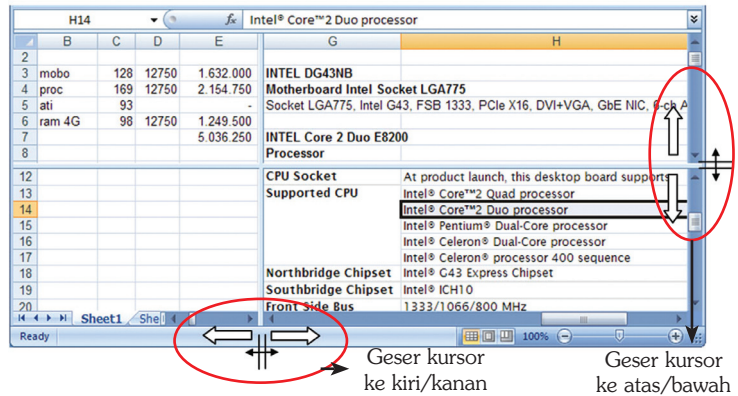 H14 fx Intel® Core™2 Duo processor
B C D E G H
2
3 mobo 128 12750 1.632.000 INTEL DG43NB
4 proc 169 12750 2.154.750 Motherboard Intel Socket LGA775
5 ati 93 - Socket LGA775, Intel G43, FSB 1333, PCIe X16, DVI+VGA, GbE NIC, 6-ch A
6 ram 4G 98 12750 1.249.500
7 5.036.250 INTEL Core 2 Duo E8200
8 Processor
12 CPU Socket At product launch, this desktop board supports
13 Supported CPU Intel® Core™2 Quad processor
14 Intel® Core™2 Duo processor
15 Intel® Pentium® Dual-Core processor
16 Intel® Celeron® Dual-Core processor
17 Intel® Celeron® processor 400 sequence
18 Northbridge Chipset Intel® G43 Express Chipset
19 Southbridge Chipset Intel® ICH10
20 Front Side Bus 1333/1066/800 MHz
Sheet1 She
Ready 100%
Geser kursor
ke kiri/kanan
Geser kursor
ke atas/bawah